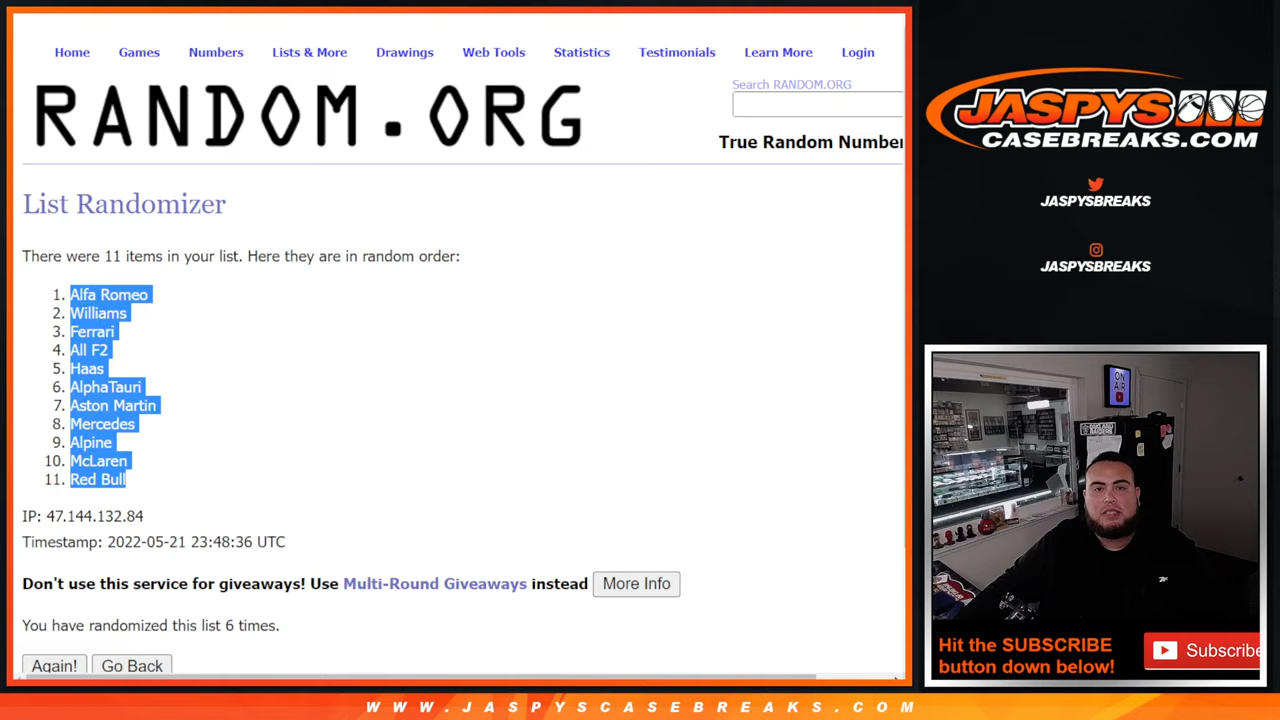 Home Games Numbers Lists & More Drawings Web Tools Statistics Testimonials Learn More Login
RANDOM.ORG
Search RANDOM.ORG
True Random Number
List Randomizer
There were 11 items in your list. Here they are in random order:
1. Alfa Romeo
2. Williams
3. Ferrari
4. All F2
5. Haas
6. AlphaTauri
7. Aston Martin
8. Mercedes
9. Alpine
10. McLaren
11. Red Bull
IP: 47.144.132.84
Timestamp: 2022-05-21 23:48:36 UTC
Don't use this service for giveaways! Use Multi-Round Giveaways instead More Info
You have randomized this list 6 times.
Again! Go Back
JASPYS
CASEBREAKS.COM
JASPYSBREAKS
JASPYSBREAKS
ON
AIR
Hit the SUBSCRIBE
button down below!
Subscribe
WWW.JASPYSCASEBREAKS.COM